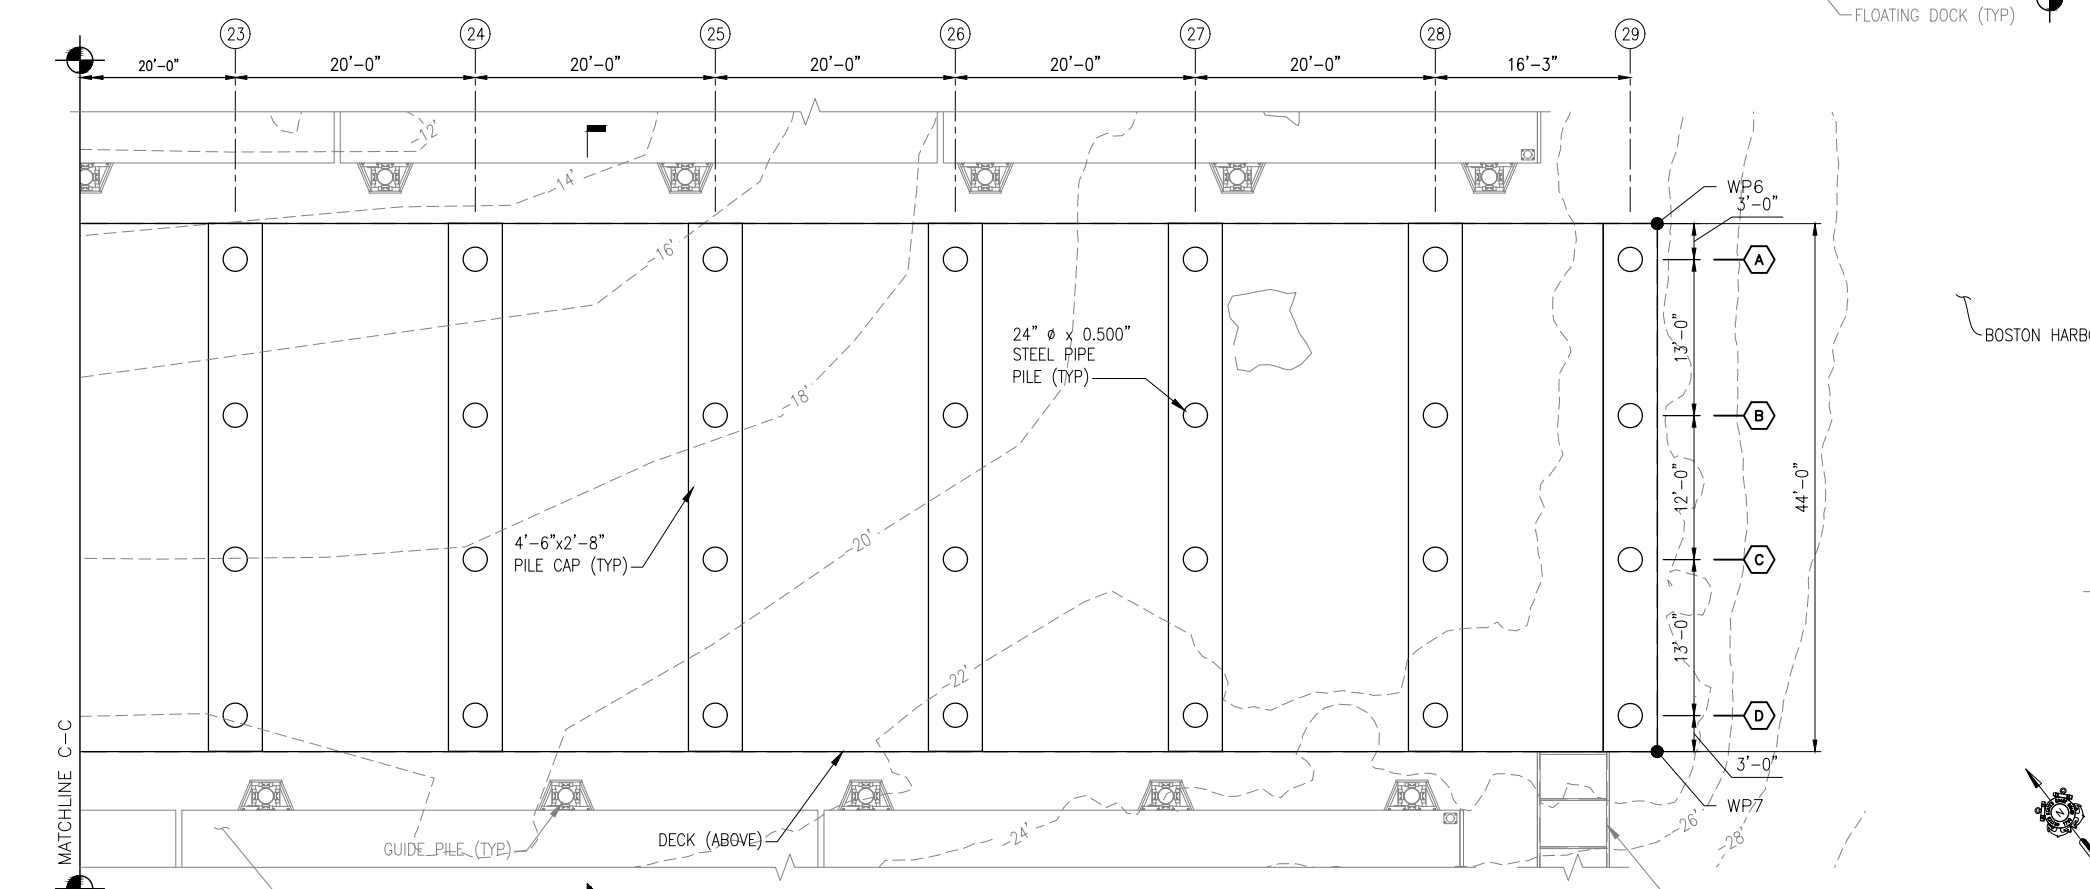 FLOATING DOCK (TYP)
23
24
25
26
27
28
29
20'-0"
20'-0"
20'-0"
20'-0"
20'-0"
20'-0"
16'-3"
-12'
-14'
-16'
-18'
-20'
-22'
-24'
-26'
-28'
WP6
3'-0"
A
13'-0"
B
12'-0"
44'-0"
C
13'-0"
D
3'-0"
WP7
24" ø x 0.500"
STEEL PIPE
PILE (TYP)
4'-6"x2'-8"
PILE CAP (TYP)
BOSTON HARBO
MATCHLINE C-C
GUIDE PILE (TYP)
DECK (ABOVE)
N